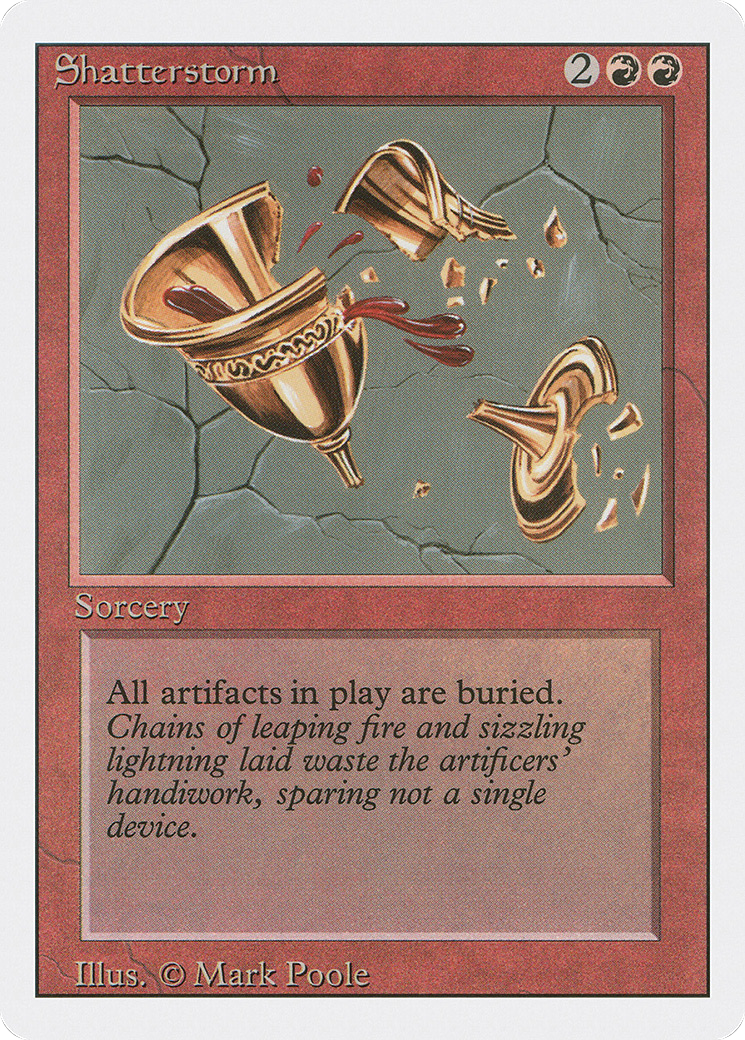 Shatterstorm 2
Sorcery
All artifacts in play are buried.
Chains of leaping fire and sizzling
lightning laid waste the artificers’
handiwork, sparing not a single
device.
Illus. © Mark Poole